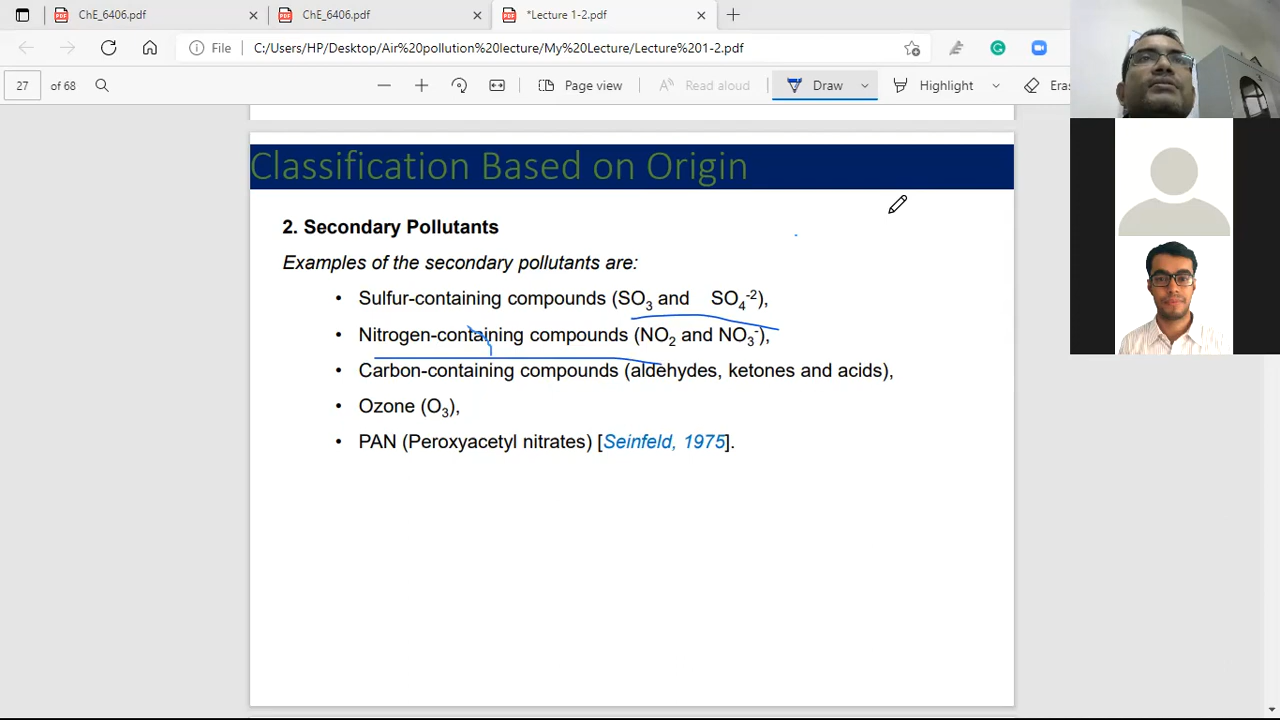 ChE_6406.pdf
ChE_6406.pdf
*Lecture 1-2.pdf
File C:/Users/HP/Desktop/Air%20pollution%20lecture/My%20Lecture/Lecture%201-2.pdf
27 of 68 Page view Read aloud Draw Highlight Eras
Classification Based on Origin
2. Secondary Pollutants
Examples of the secondary pollutants are:
• Sulfur-containing compounds (SO₃ and SO₄⁻²),
• Nitrogen-containing compounds (NO₂ and NO₃⁻),
• Carbon-containing compounds (aldehydes, ketones and acids),
• Ozone (O₃),
• PAN (Peroxyacetyl nitrates) [Seinfeld, 1975].